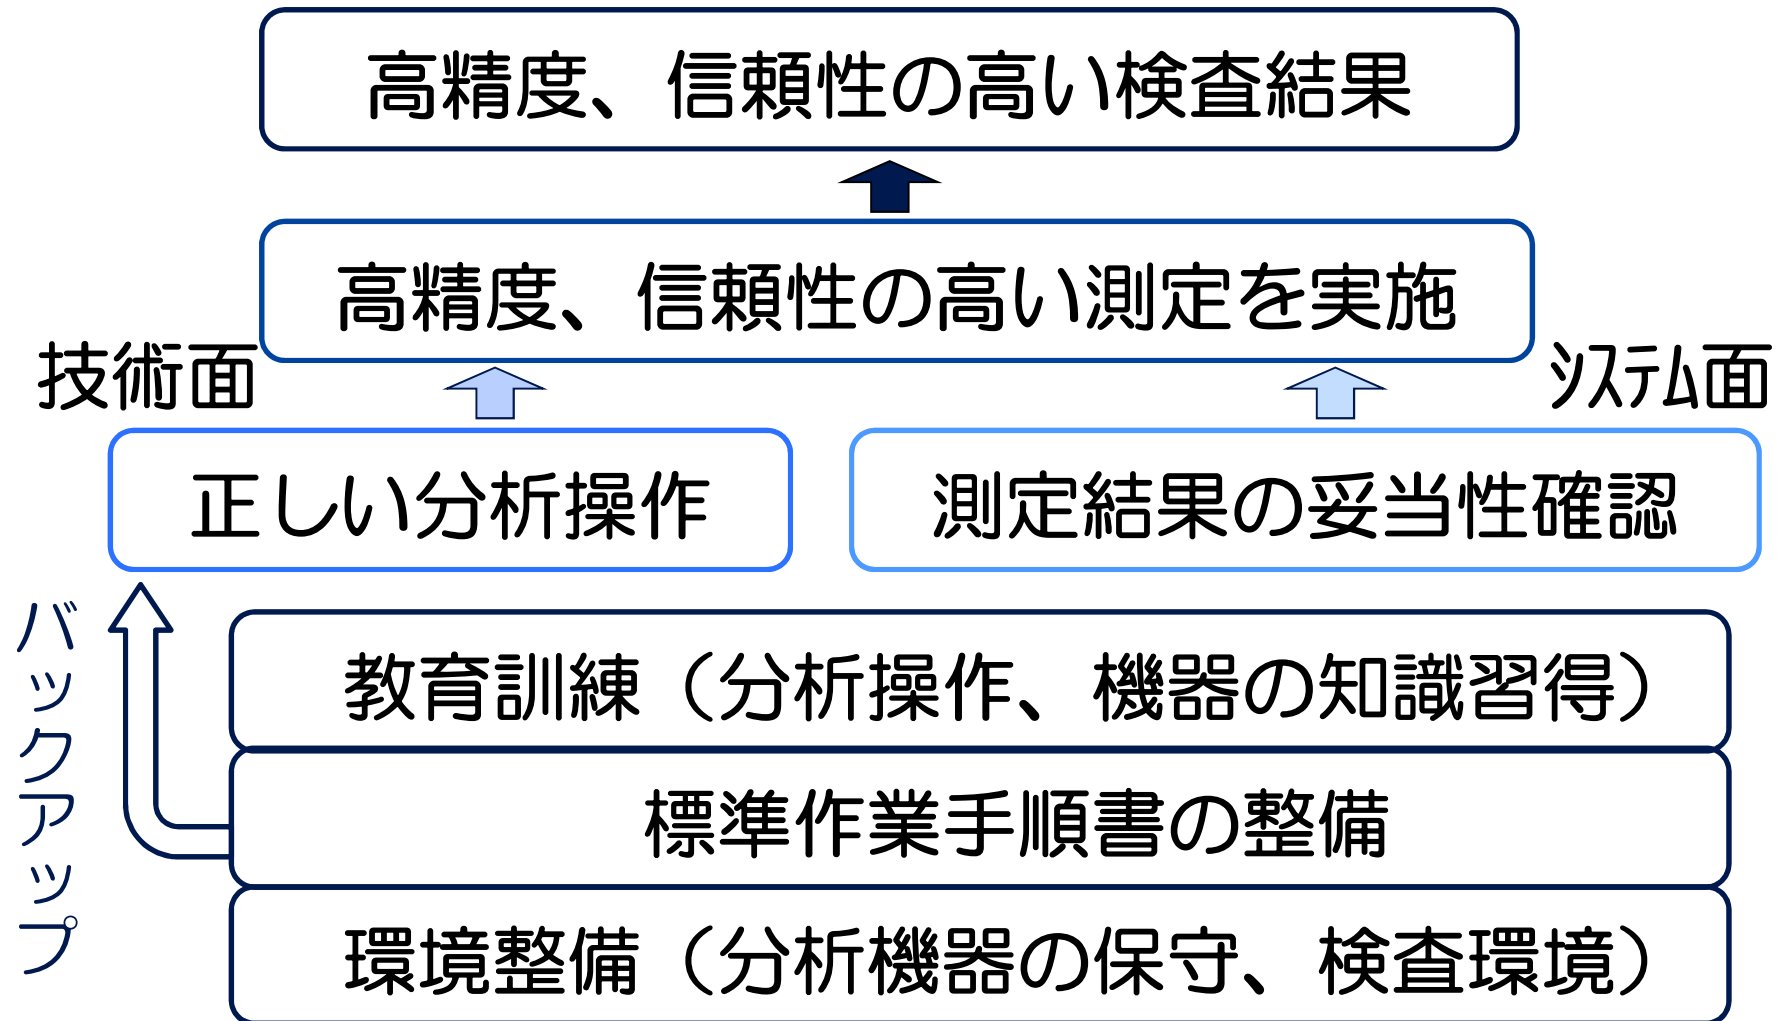 高精度、信頼性の高い検査結果
高精度、信頼性の高い測定を実施
技術面
システム面
正しい分析操作
測定結果の妥当性確認
バックアップ
教育訓練（分析操作、機器の知識習得）
標準作業手順書の整備
環境整備（分析機器の保守、検査環境）